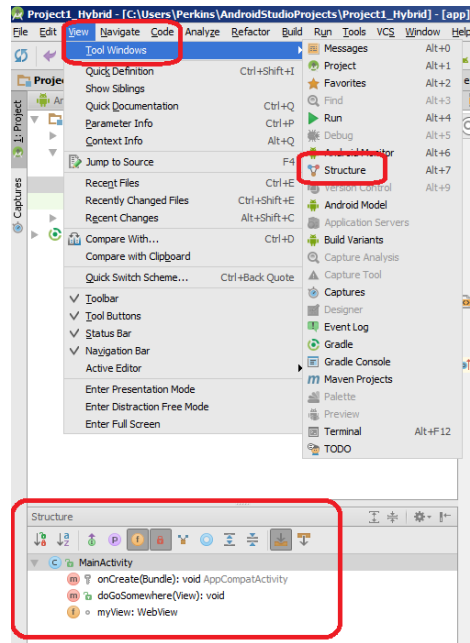 Project1_Hybrid - [C:\Users\Perkins\AndroidStudioProjects\Project1_Hybrid] - [app]
File Edit View Navigate Code Analyze Refactor Build Run Tools VCS Window Help
Tool Windows
Quick Definition Ctrl+Shift+I
Show Siblings
Quick Documentation Ctrl+Q
Parameter Info Ctrl+P
Context Info Alt+Q
Jump to Source F4
Recent Files Ctrl+E
Recently Changed Files Ctrl+Shift+E
Recent Changes Alt+Shift+C
Compare With... Ctrl+D
Compare with Clipboard
Quick Switch Scheme... Ctrl+Back Quote
Toolbar
Tool Buttons
Status Bar
Navigation Bar
Active Editor
Enter Presentation Mode
Enter Distraction Free Mode
Enter Full Screen
Messages Alt+0
Project Alt+1
Favorites Alt+2
Find Alt+3
Run Alt+4
Debug Alt+5
Android Monitor Alt+6
Structure Alt+7
Version Control Alt+9
Android Model
Application Servers
Build Variants
Capture Analysis
Capture Tool
Captures
Designer
Event Log
Gradle
Gradle Console
Maven Projects
Palette
Preview
Terminal Alt+F12
TODO
Proje
An
1: Project
Captures
Structure
MainActivity
onCreate(Bundle): void AppCompatActivity
doGoSomewhere(View): void
myView: WebView